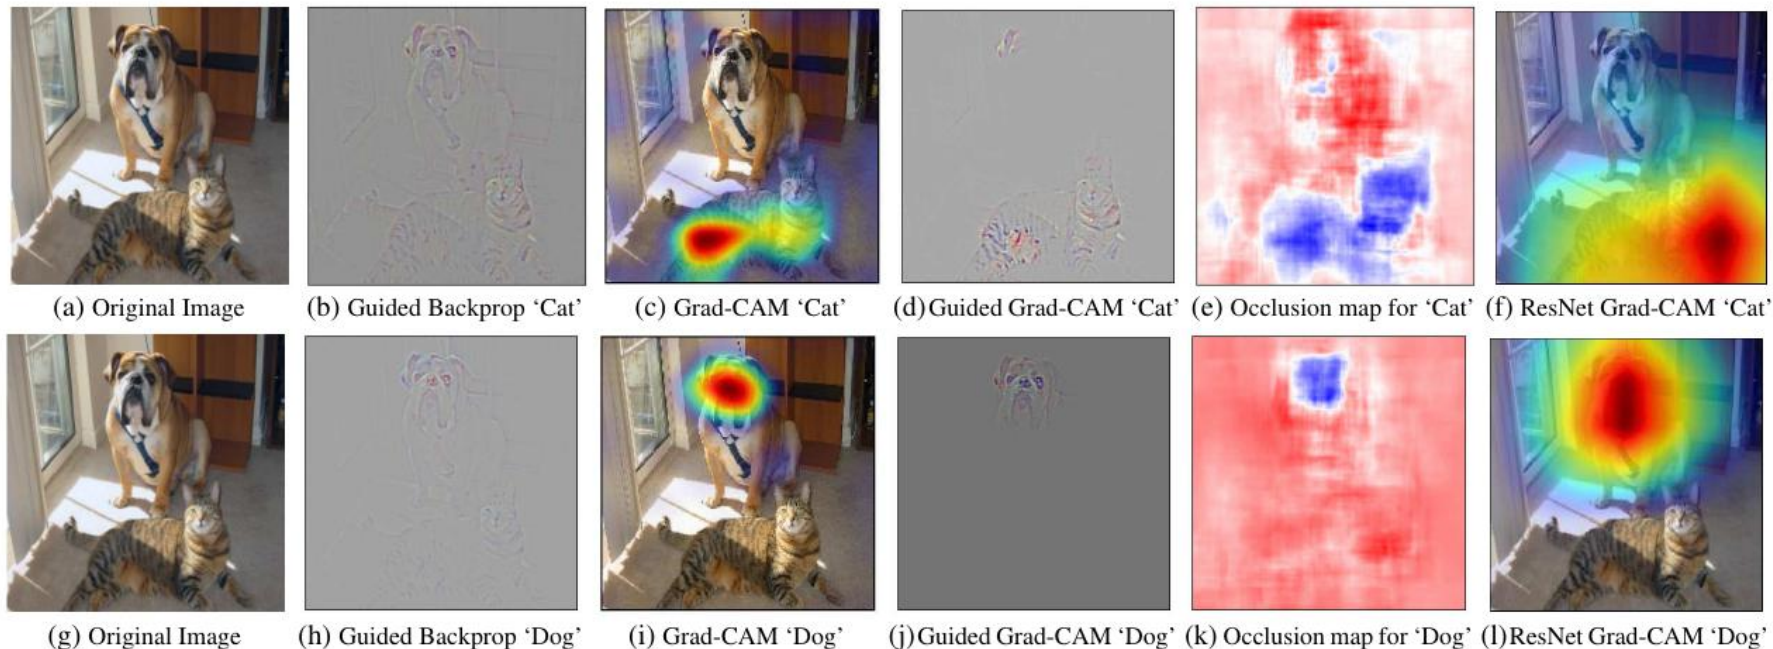 (a) Original Image (b) Guided Backprop ‘Cat’ (c) Grad-CAM ‘Cat’ (d)Guided Grad-CAM ‘Cat’ (e) Occlusion map for ‘Cat’ (f) ResNet Grad-CAM ‘Cat’
(g) Original Image (h) Guided Backprop ‘Dog’ (i) Grad-CAM ‘Dog’ (j)Guided Grad-CAM ‘Dog’ (k) Occlusion map for ‘Dog’ (l)ResNet Grad-CAM ‘Dog’